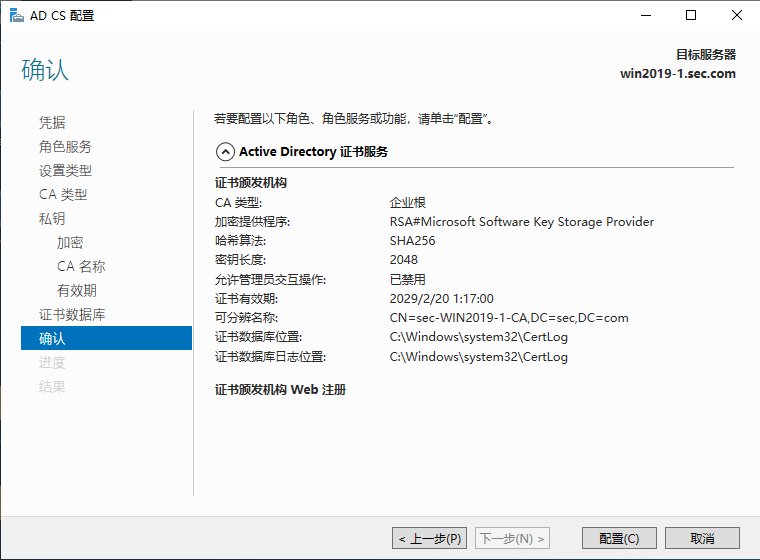 AD CS 配置
确认
目标服务器
win2019-1.sec.com
凭据
角色服务
设置类型
CA 类型
私钥
加密
CA 名称
有效期
证书数据库
确认
进度
结果
若要配置以下角色、角色服务或功能，请单击"配置"。
Active Directory 证书服务
证书颁发机构
CA 类型: 企业根
加密提供程序: RSA#Microsoft Software Key Storage Provider
哈希算法: SHA256
密钥长度: 2048
允许管理员交互操作: 已禁用
证书有效期: 2029/2/20 1:17:00
可分辨名称: CN=sec-WIN2019-1-CA,DC=sec,DC=com
证书数据库位置: C:\Windows\system32\CertLog
证书数据库日志位置: C:\Windows\system32\CertLog
证书颁发机构 Web 注册
< 上一步(P) 下一步(N) > 配置(C) 取消